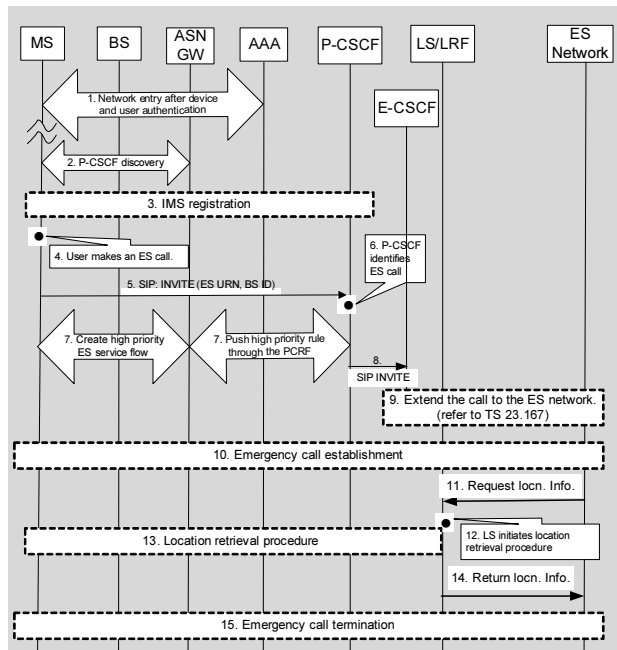 MS
BS
ASN
GW
AAA
P-CSCF
LS/LRF
ES
Network
E-CSCF
1. Network entry after device
and user authentication
2. P-CSCF discovery
3. IMS registration
4. User makes an ES call.
6. P-CSCF
identifies
ES call
5. SIP: INVITE (ES URN, BS ID)
7. Create high priority
ES service flow
7. Push high priority rule
through the PCRF
8.
SIP INVITE
9. Extend the call to the ES network.
(refer to TS 23.167)
10. Emergency call establishment
11. Request locn. Info.
12. LS initiates location
retrieval procedure
13. Location retrieval procedure
14. Return locn. Info.
15. Emergency call termination